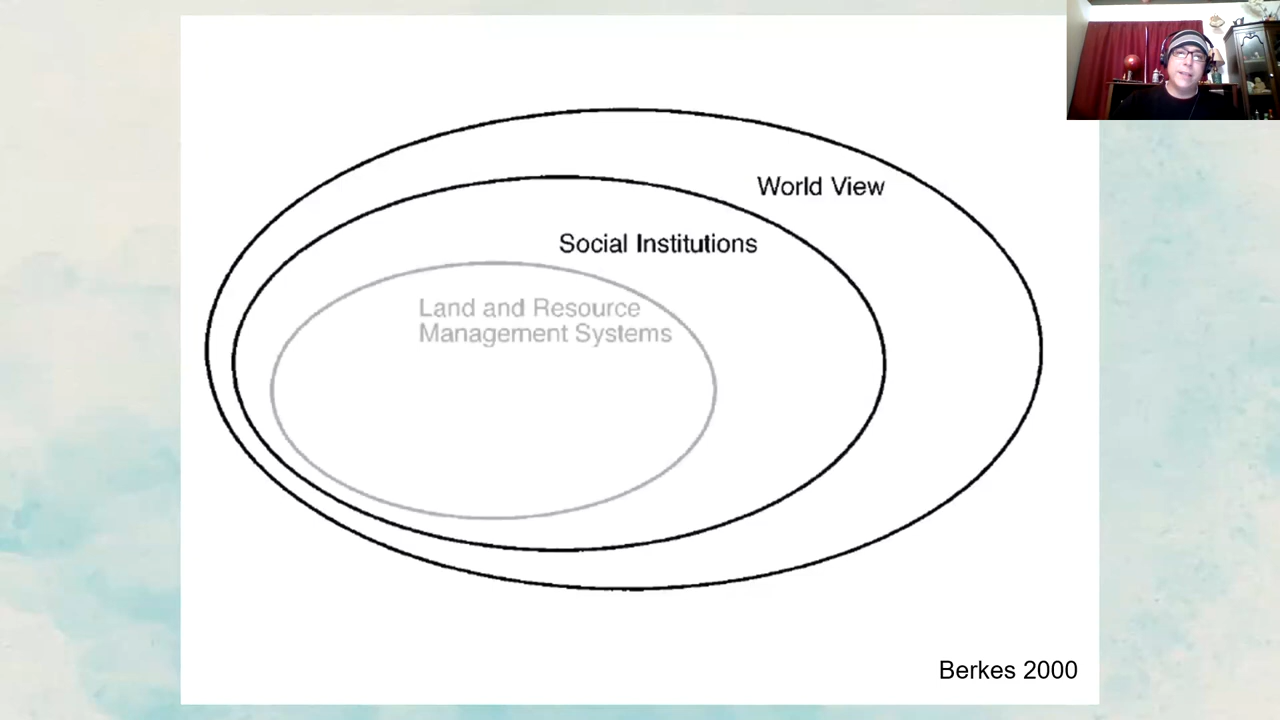 World View
Social Institutions
Land and Resource
Management Systems
Berkes 2000